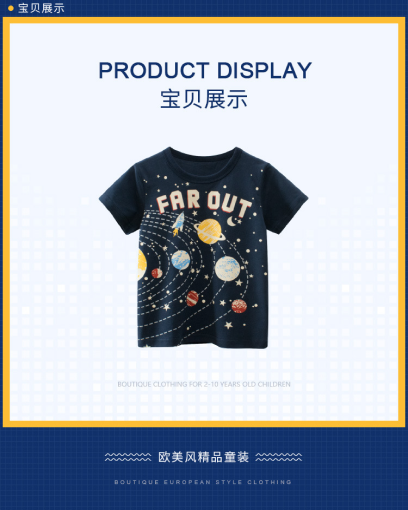 宝贝展示
PRODUCT DISPLAY
宝贝展示
FAR OUT
BOUTIQUE CLOTHING FOR 2-10 YEARS OLD CHILDREN
欧美风精品童装
BOUTIQUE EUROPEAN STYLE CLOTHING